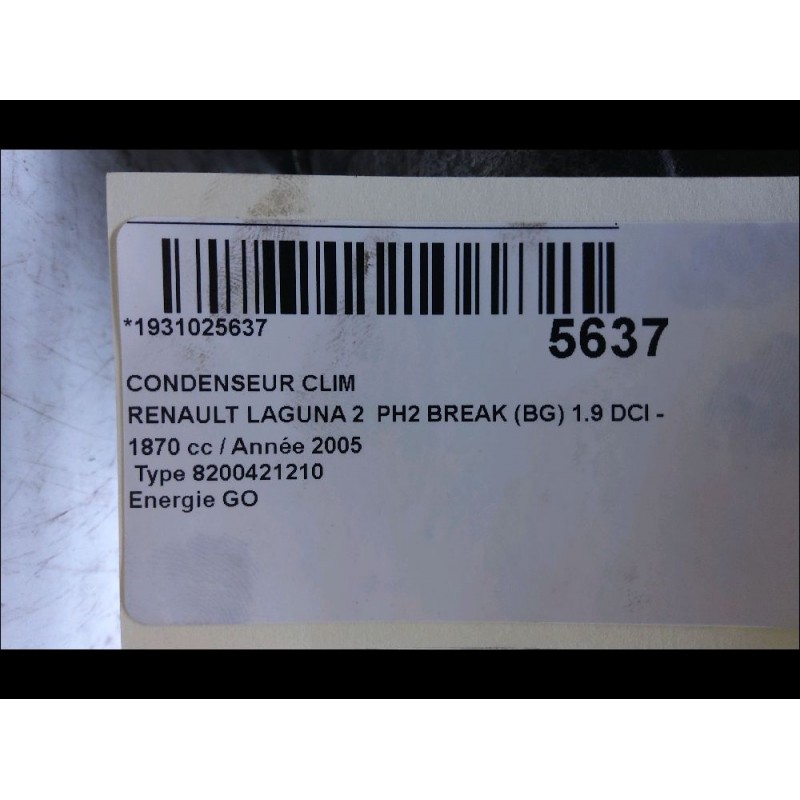 *1931025637
5637
CONDENSEUR CLIM
RENAULT LAGUNA 2 PH2 BREAK (BG) 1.9 DCI -
1870 cc / Année 2005
Type 8200421210
Energie GO